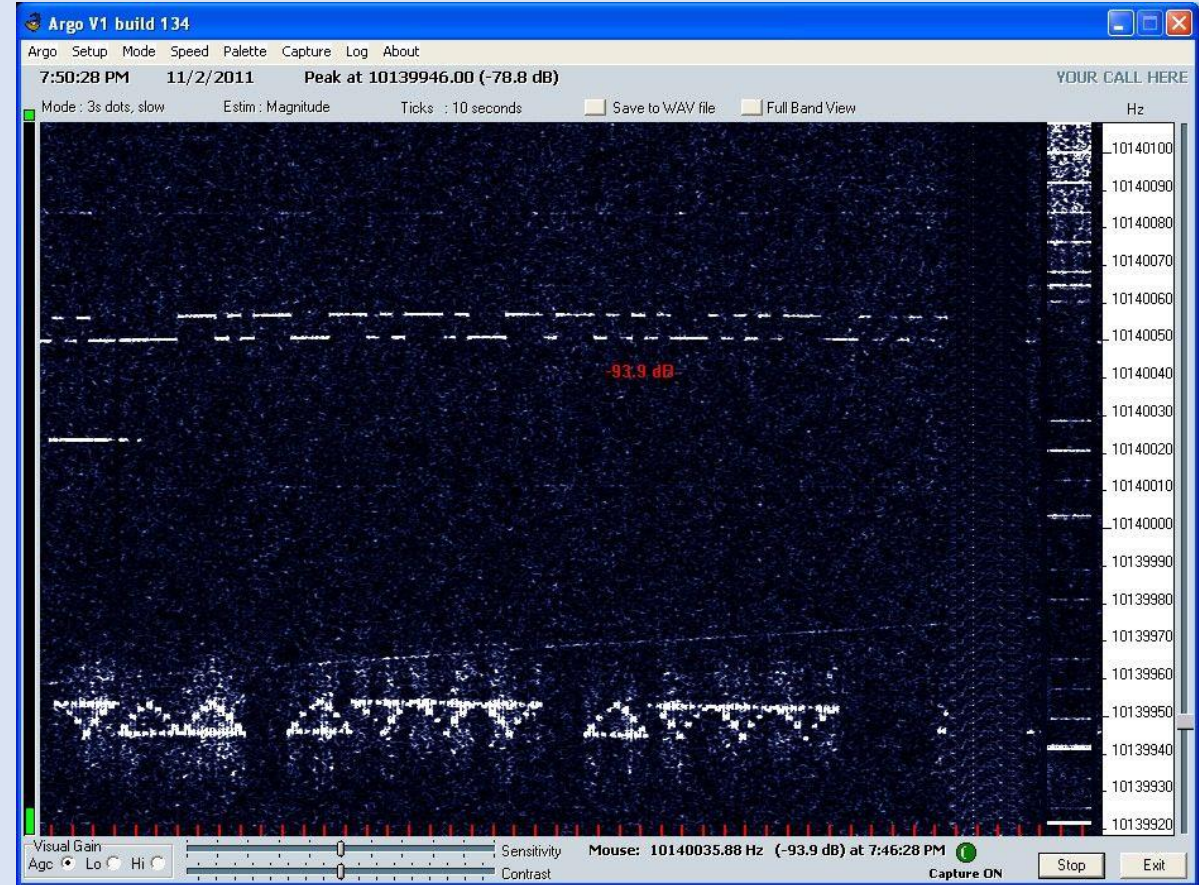 Argo V1 build 134
Argo Setup Mode Speed Palette Capture Log About
7:50:28 PM 11/2/2011 Peak at 10139946.00 (-78.8 dB) YOUR CALL HERE
Mode : 3s dots, slow Estim : Magnitude Ticks : 10 seconds Save to WAV file Full Band View Hz
10140100
10140090
10140080
10140070
10140060
10140050
-93.9 dB
10140040
10140030
10140020
10140010
10140000
10139990
10139980
10139970
10139960
10139950
10139940
10139930
10139920
Visual Gain
Agc Lo Hi
Sensitivity
Contrast
Mouse: 10140035.88 Hz (-93.9 dB) at 7:46:28 PM
Capture ON
Stop
Exit